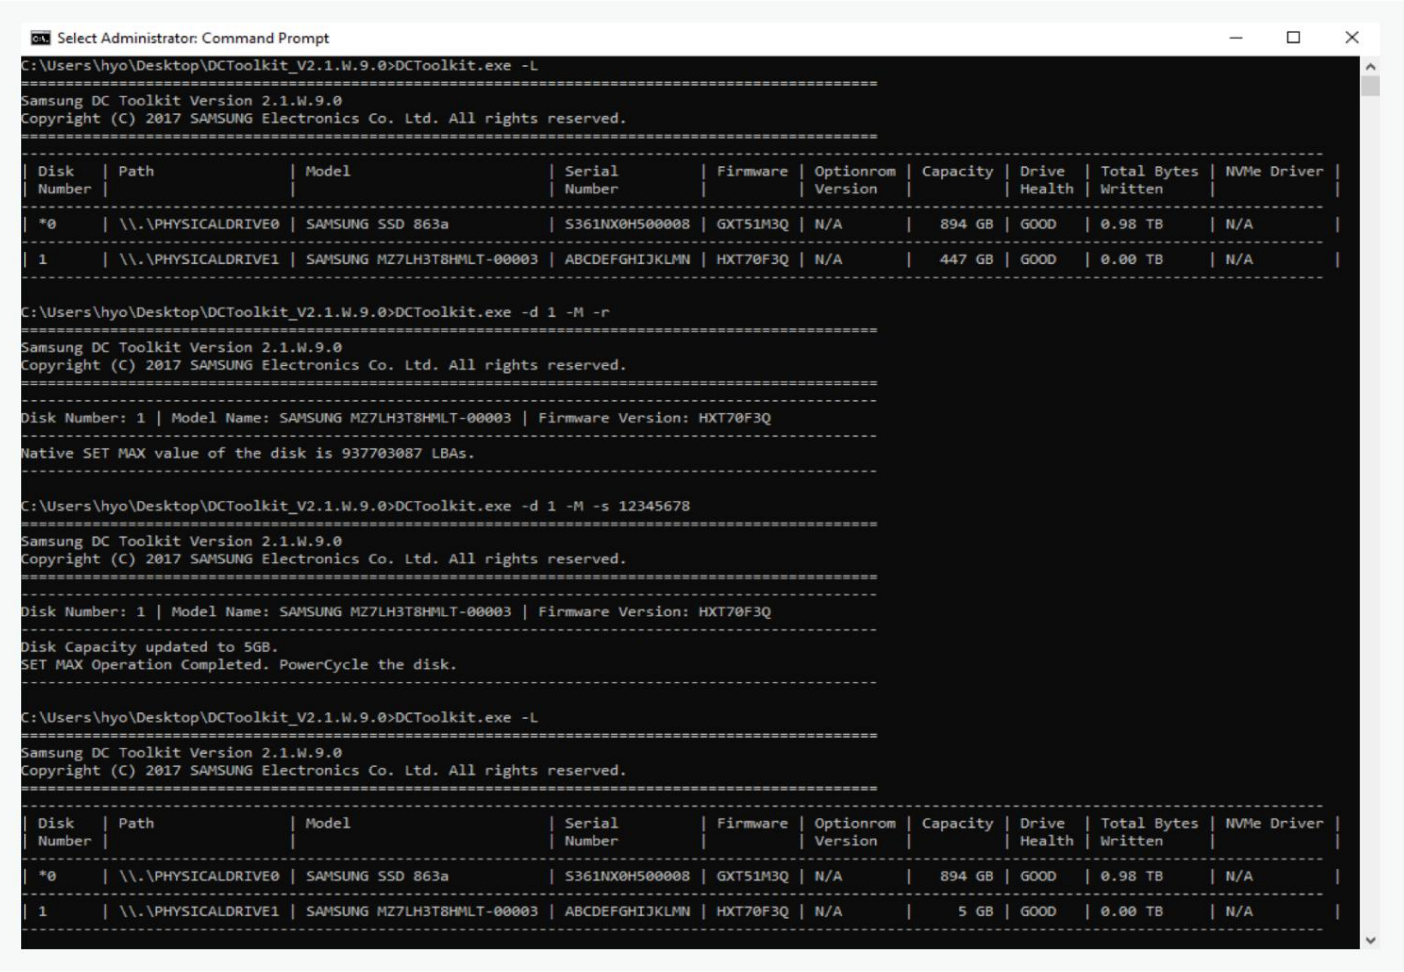 Select Administrator: Command Prompt
C:\Users\hyo\Desktop\DCToolkit_V2.1.W.9.0>DCToolkit.exe -L
================================================================================================
Samsung DC Toolkit Version 2.1.W.9.0
Copyright (C) 2017 SAMSUNG Electronics Co. Ltd. All rights reserved.
================================================================================================
| Disk | Path | Model | Serial | Firmware | Optionrom | Capacity | Drive | Total Bytes | NVMe Driver |
| Number | | | Number | | Version | | Health | Written | |
| *0 | \\.\PHYSICALDRIVE0 | SAMSUNG SSD 863a | S361NX0H500008 | GXT51M3Q | N/A | 894 GB | GOOD | 0.98 TB | N/A |
| 1 | \\.\PHYSICALDRIVE1 | SAMSUNG MZ7LH3T8HMLT-00003 | ABCDEFGHIJKLMN | HXT70F3Q | N/A | 447 GB | GOOD | 0.00 TB | N/A |
C:\Users\hyo\Desktop\DCToolkit_V2.1.W.9.0>DCToolkit.exe -d 1 -M -r
================================================================================================
Samsung DC Toolkit Version 2.1.W.9.0
Copyright (C) 2017 SAMSUNG Electronics Co. Ltd. All rights reserved.
================================================================================================
Disk Number: 1 | Model Name: SAMSUNG MZ7LH3T8HMLT-00003 | Firmware Version: HXT70F3Q
Native SET MAX value of the disk is 937703087 LBAs.
C:\Users\hyo\Desktop\DCToolkit_V2.1.W.9.0>DCToolkit.exe -d 1 -M -s 12345678
================================================================================================
Samsung DC Toolkit Version 2.1.W.9.0
Copyright (C) 2017 SAMSUNG Electronics Co. Ltd. All rights reserved.
================================================================================================
Disk Number: 1 | Model Name: SAMSUNG MZ7LH3T8HMLT-00003 | Firmware Version: HXT70F3Q
Disk Capacity updated to 5GB.
SET MAX Operation Completed. PowerCycle the disk.
C:\Users\hyo\Desktop\DCToolkit_V2.1.W.9.0>DCToolkit.exe -L
================================================================================================
Samsung DC Toolkit Version 2.1.W.9.0
Copyright (C) 2017 SAMSUNG Electronics Co. Ltd. All rights reserved.
================================================================================================
| Disk | Path | Model | Serial | Firmware | Optionrom | Capacity | Drive | Total Bytes | NVMe Driver |
| Number | | | Number | | Version | | Health | Written | |
| *0 | \\.\PHYSICALDRIVE0 | SAMSUNG SSD 863a | S361NX0H500008 | GXT51M3Q | N/A | 894 GB | GOOD | 0.98 TB | N/A |
| 1 | \\.\PHYSICALDRIVE1 | SAMSUNG MZ7LH3T8HMLT-00003 | ABCDEFGHIJKLMN | HXT70F3Q | N/A | 5 GB | GOOD | 0.00 TB | N/A |